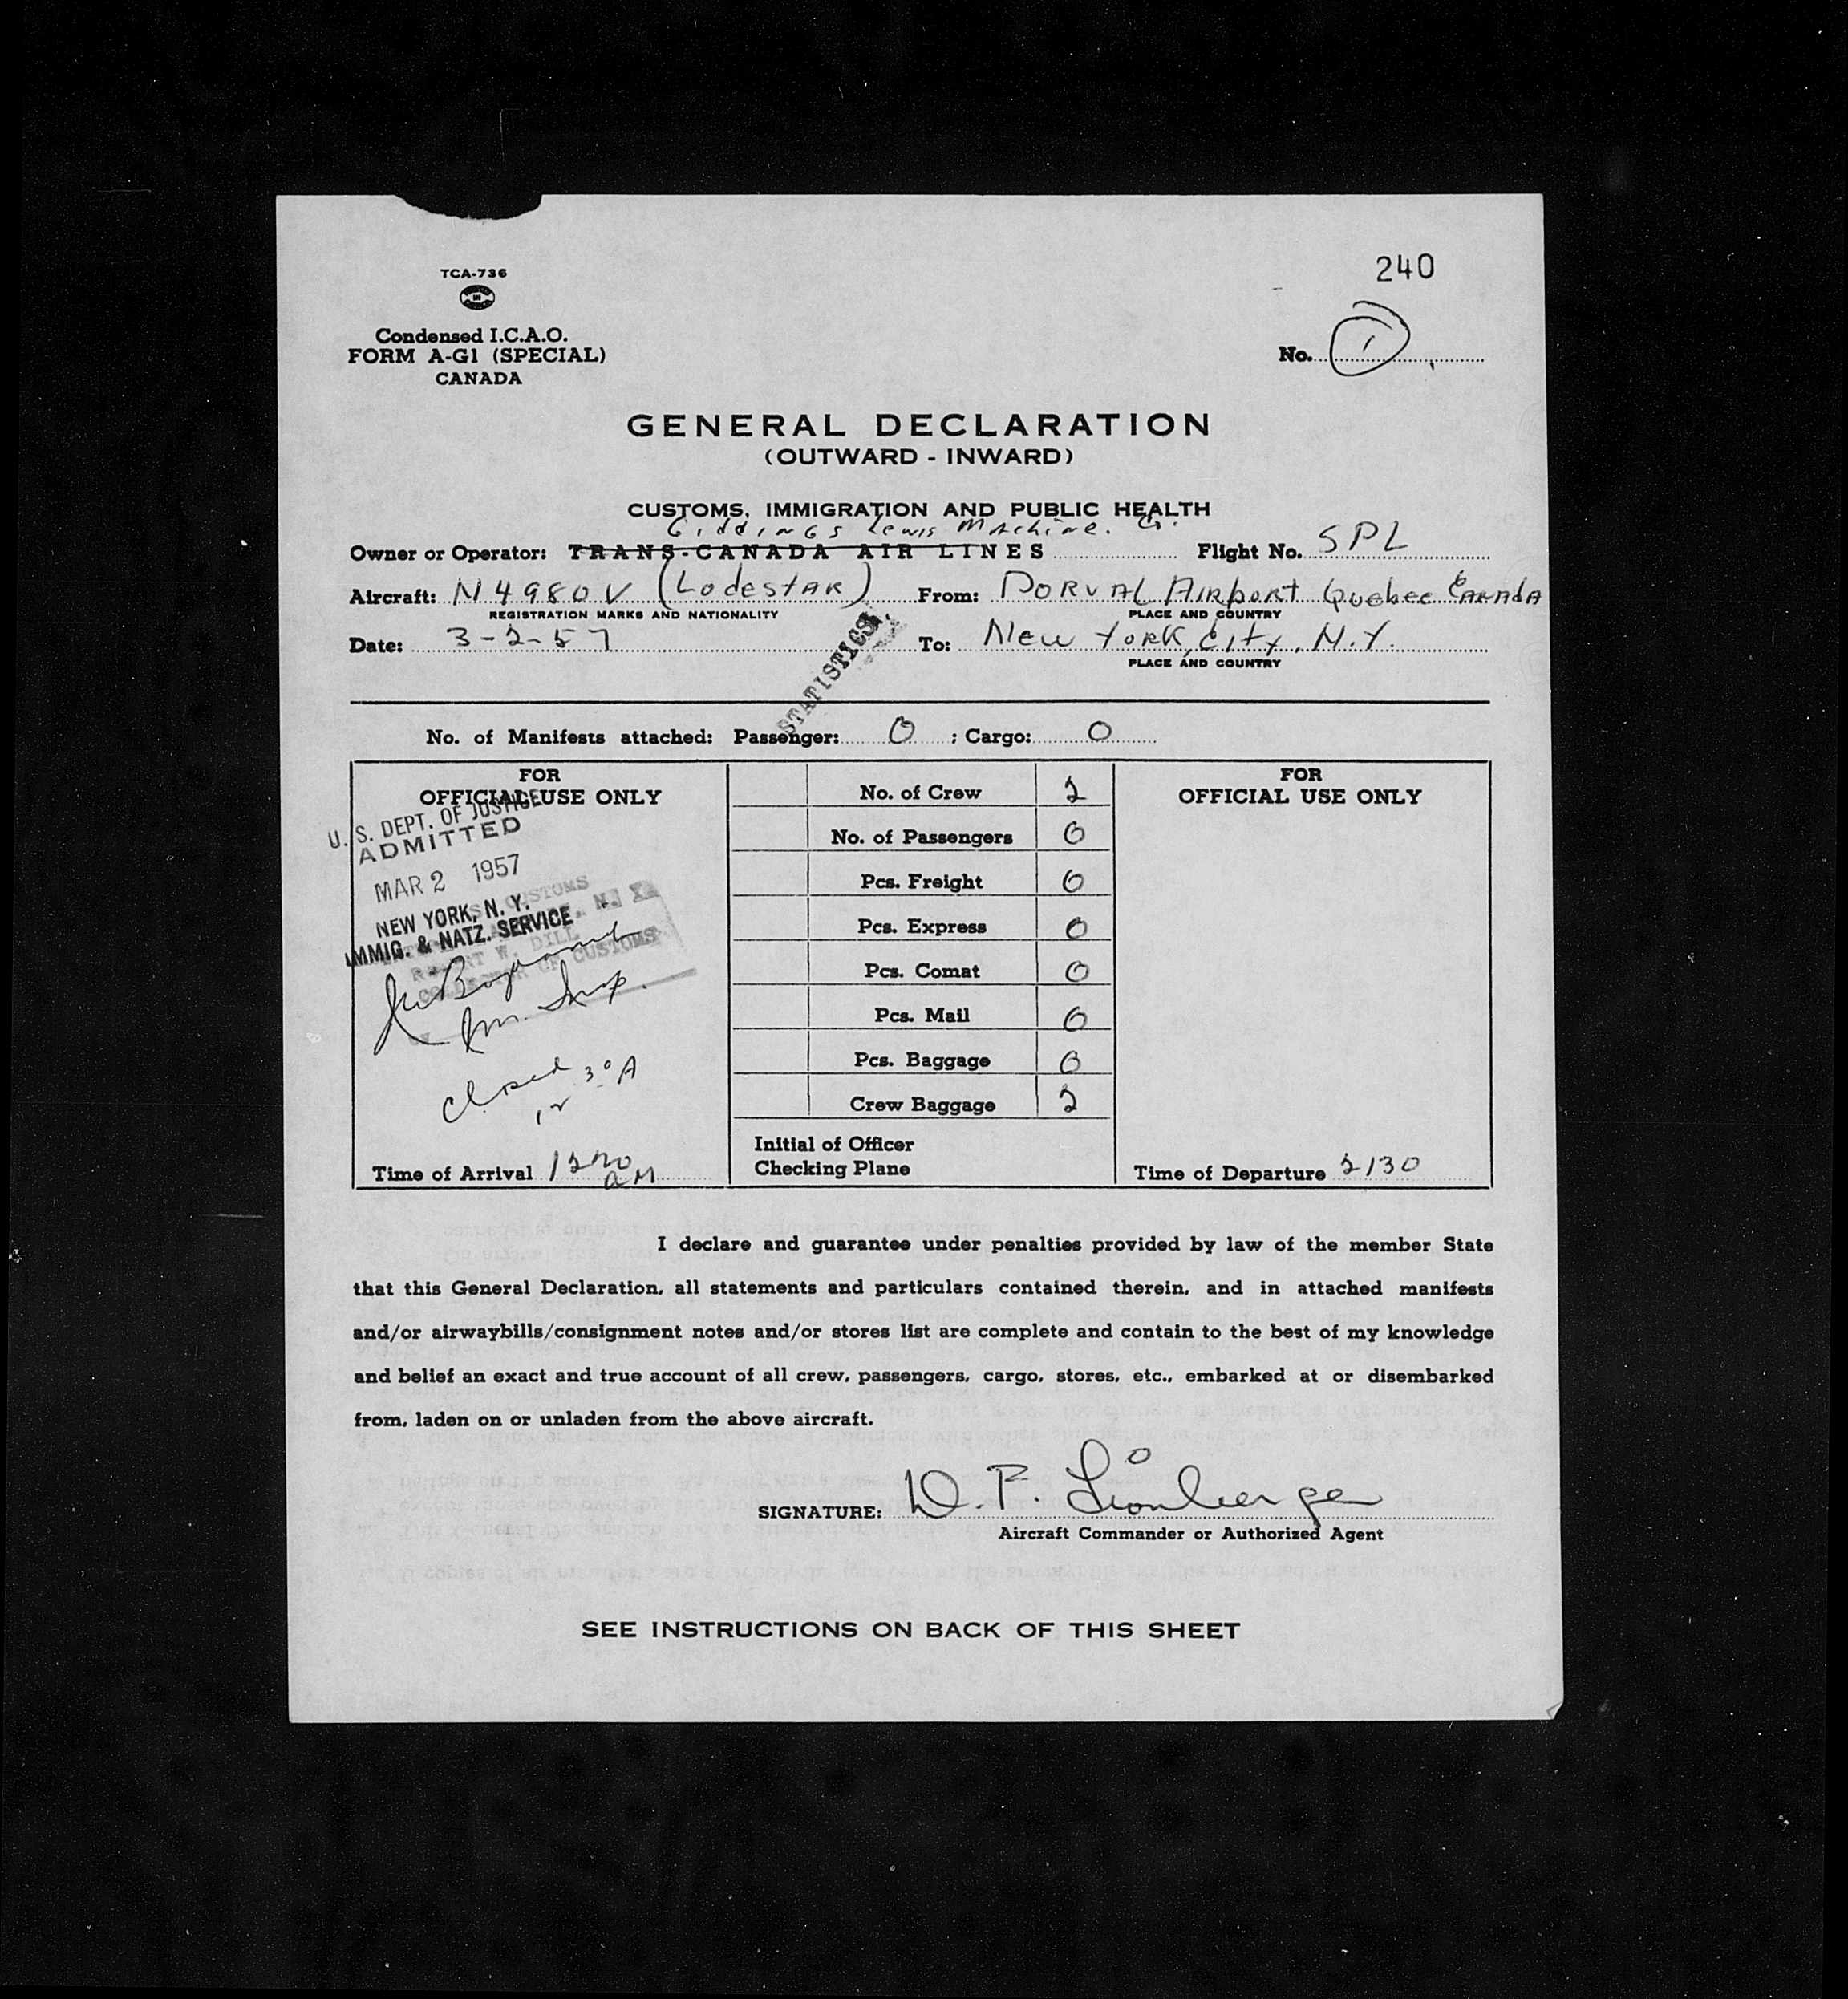 TCA-736
240
Condensed I.C.A.O.
FORM A-G1 (SPECIAL)
CANADA
No. 1
GENERAL DECLARATION
(OUTWARD - INWARD)
CUSTOMS, IMMIGRATION AND PUBLIC HEALTH
Giddings Lewis Machine. Co.
Owner or Operator: TRANS-CANADA AIR LINES Flight No. SPL
Aircraft: N4980V (Lodestar) From: DORVAL AIRPORT Quebec Canada
REGISTRATION MARKS AND NATIONALITY PLACE AND COUNTRY
Date: 3-2-57 To: New York, City, N.Y.
PLACE AND COUNTRY
STATISTICS
No. of Manifests attached: Passenger: 0 ; Cargo: 0
FOR
OFFICIAL USE ONLY
U. S. DEPT. OF JUSTICE
ADMITTED
MAR 2 1957
NEW YORK, N. Y.
IMMIG. & NATZ. SERVICE
CUSTOMS
N. Y.
W. DILL
COLLECTOR OF CUSTOMS
Im. Insp.
Closed 30 A
12
Time of Arrival 1220
AM
No. of Crew 2
No. of Passengers 0
Pcs. Freight 0
Pcs. Express 0
Pcs. Comat 0
Pcs. Mail 0
Pcs. Baggage 0
Crew Baggage 2
Initial of Officer
Checking Plane
FOR
OFFICIAL USE ONLY
Time of Departure 2130
I declare and guarantee under penalties provided by law of the member State
that this General Declaration, all statements and particulars contained therein, and in attached manifests
and/or airwaybills/consignment notes and/or stores list are complete and contain to the best of my knowledge
and belief an exact and true account of all crew, passengers, cargo, stores, etc., embarked at or disembarked
from, laden on or unladen from the above aircraft.
SIGNATURE: D. P. Lionberger
Aircraft Commander or Authorized Agent
SEE INSTRUCTIONS ON BACK OF THIS SHEET